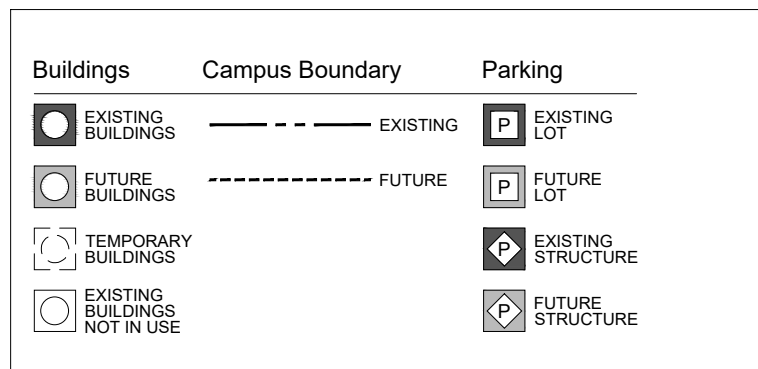 Buildings
EXISTING
BUILDINGS
FUTURE
BUILDINGS
TEMPORARY
BUILDINGS
EXISTING
BUILDINGS
NOT IN USE
Campus Boundary
EXISTING
FUTURE
Parking
P EXISTING
LOT
P FUTURE
LOT
P EXISTING
STRUCTURE
P FUTURE
STRUCTURE